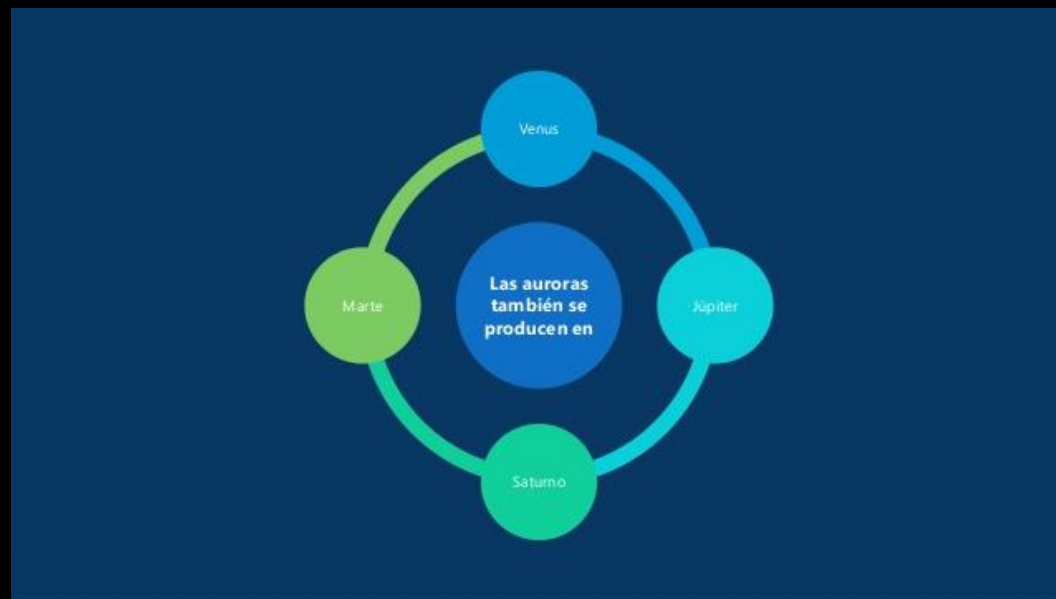 Venus
Las auroras
también se
producen en
Marte
Júpiter
Saturno